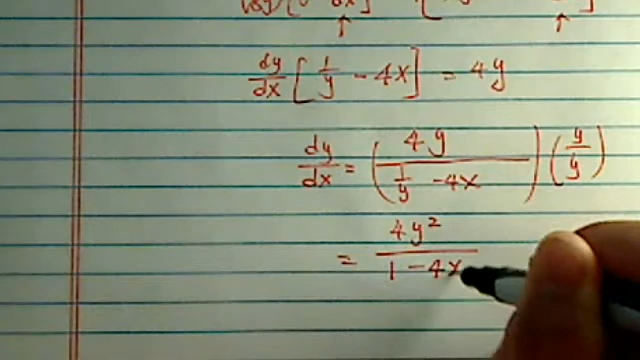 dy/dx [1/y - 4x] = 4y
dy/dx = (4y / (1/y - 4x)) (y/y)
= 4y² / 1 - 4x